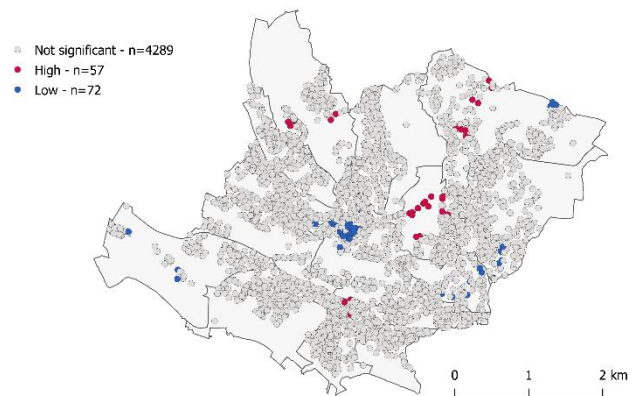 Not significant - n=4289
High - n=57
Low - n=72
0 1 2 km